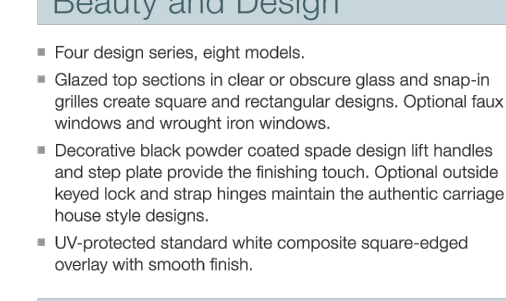 Beauty and Design
■ Four design series, eight models.
■ Glazed top sections in clear or obscure glass and snap-in
grilles create square and rectangular designs. Optional faux
windows and wrought iron windows.
■ Decorative black powder coated spade design lift handles
and step plate provide the finishing touch. Optional outside
keyed lock and strap hinges maintain the authentic carriage
house style designs.
■ UV-protected standard white composite square-edged
overlay with smooth finish.